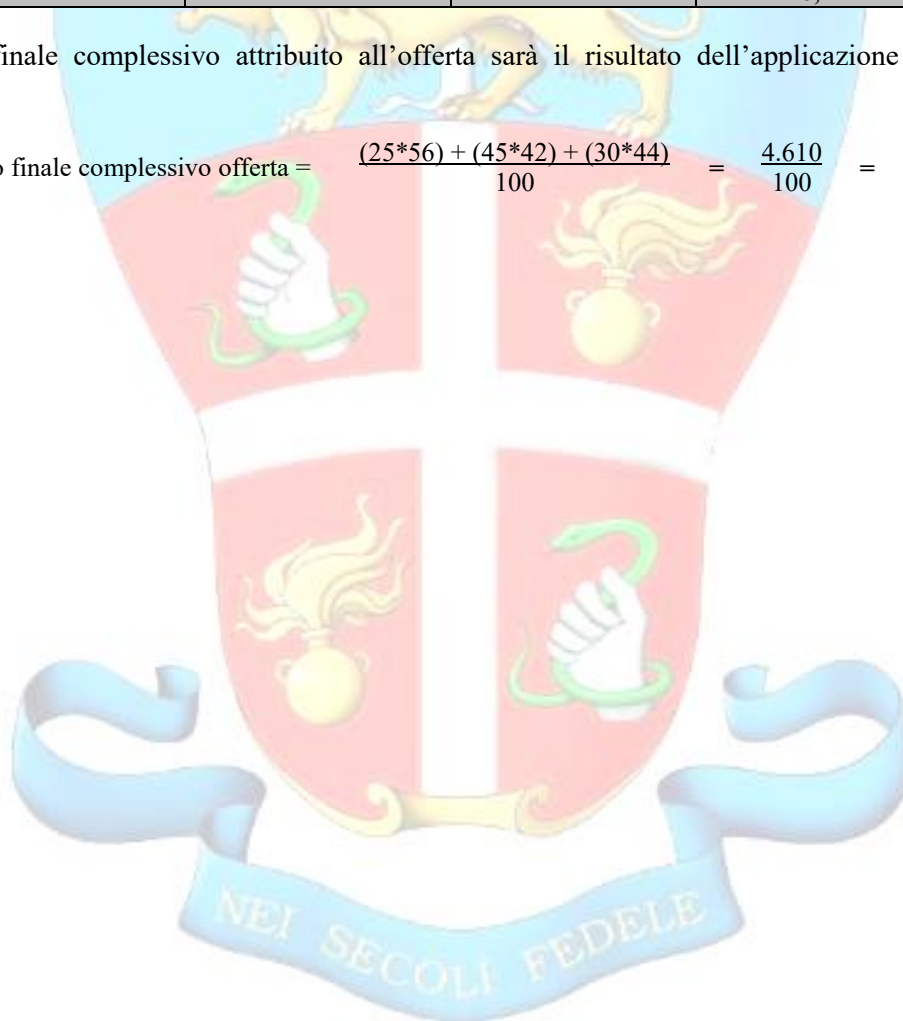 finale complessivo attribuito all’offerta sarà il risultato dell’applicazione
finale complessivo offerta = (25*56) + (45*42) + (30*44) = 4.610 =
100 100
NEI SECOLI FEDELE